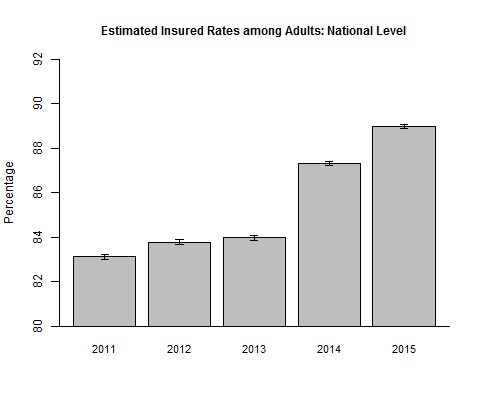 Estimated Insured Rates among Adults: National Level
Percentage
92
90
88
86
84
82
80
2011 2012 2013 2014 2015